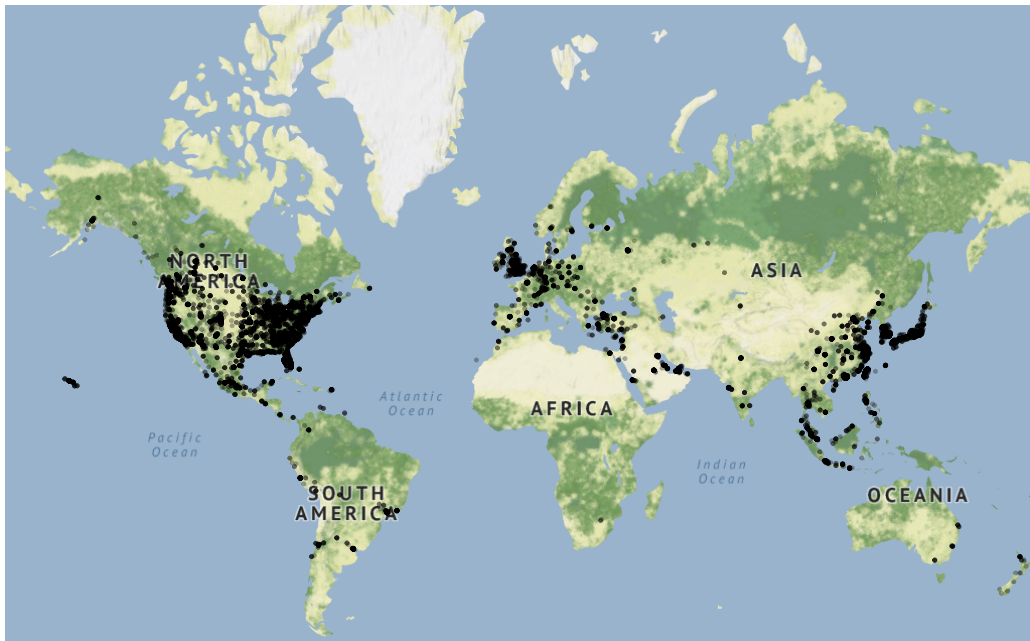 NORTH
AMERICA
ASIA
Atlantic
Ocean
AFRICA
Pacific
Ocean
Indian
Ocean
SOUTH
AMERICA
OCEANIA